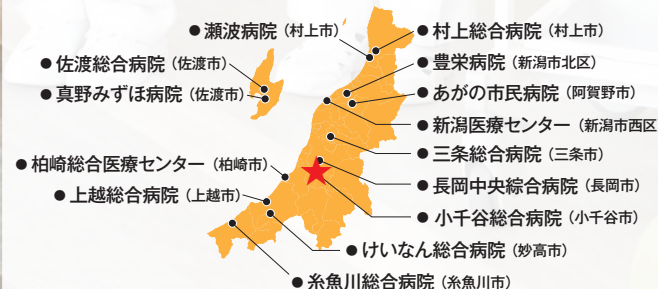 ●瀬波病院（村上市）
●佐渡総合病院（佐渡市）
●真野みずほ病院（佐渡市）
●柏崎総合医療センター（柏崎市）
●上越総合病院（上越市）
●村上総合病院（村上市）
●豊栄病院（新潟市北区）
●あがの市民病院（阿賀野市）
●新潟医療センター（新潟市西区
●三条総合病院（三条市）
●長岡中央綜合病院（長岡市）
●小千谷総合病院（小千谷市）
●けいなん総合病院（妙高市）
●糸魚川総合病院（糸魚川市）